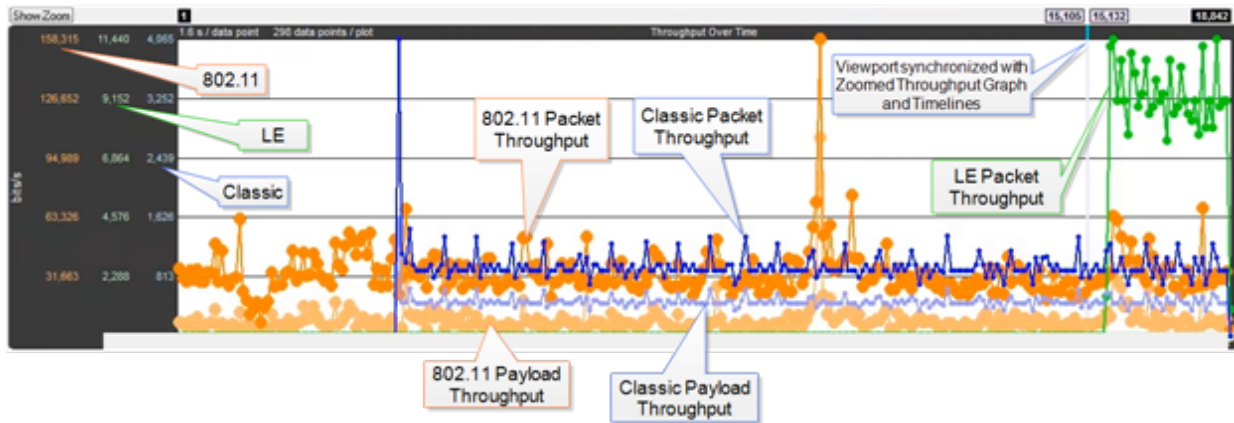 Show Zoom
1
15,105
15,132
18,842
158,315 11,440 4,065
1.6 s / data point 298 data points / plot
Throughput Over Time
802.11
Viewport synchronized with
Zoomed Throughput Graph
and Timelines
126,652 9,152 3,252
LE
802.11 Packet
Throughput
Classic Packet
Throughput
94,989 6,864 2,439
bits/s
Classic
LE Packet
Throughput
63,326 4,576 1,626
31,663 2,288 813
802.11 Payload
Throughput
Classic Payload
Throughput